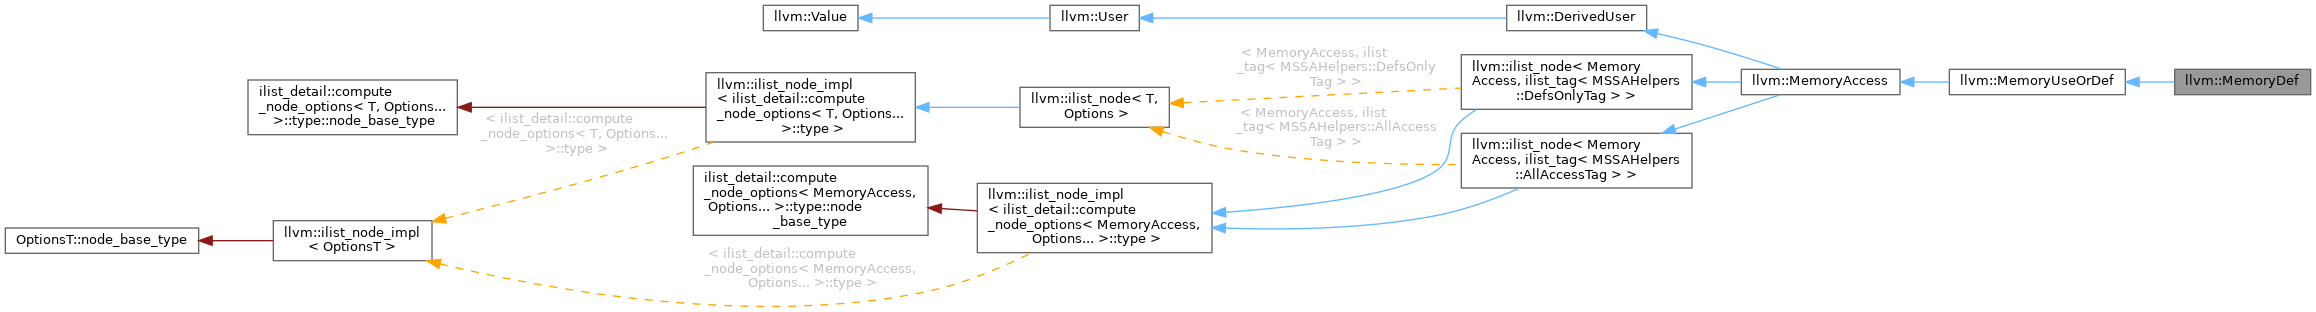 llvm::Value
llvm::User
llvm::DerivedUser
< MemoryAccess, ilist
_tag< MSSAHelpers::DefsOnly
Tag > >
llvm::ilist_node< Memory
Access, ilist_tag< MSSAHelpers
::DefsOnlyTag > >
llvm::MemoryAccess
llvm::MemoryUseOrDef
llvm::MemoryDef
ilist_detail::compute
_node_options< T, Options...
>::type::node_base_type
llvm::ilist_node_impl
< ilist_detail::compute
_node_options< T, Options...
>::type >
llvm::ilist_node< T,
Options >
< ilist_detail::compute
_node_options< T, Options...
>::type >
< MemoryAccess, ilist
_tag< MSSAHelpers::AllAccess
Tag > >
llvm::ilist_node< Memory
Access, ilist_tag< MSSAHelpers
::AllAccessTag > >
ilist_detail::compute
_node_options< MemoryAccess,
Options... >::type::node
_base_type
llvm::ilist_node_impl
< ilist_detail::compute
_node_options< MemoryAccess,
Options... >::type >
OptionsT::node_base_type
llvm::ilist_node_impl
< OptionsT >
< ilist_detail::compute
_node_options< MemoryAccess,
Options... >::type >